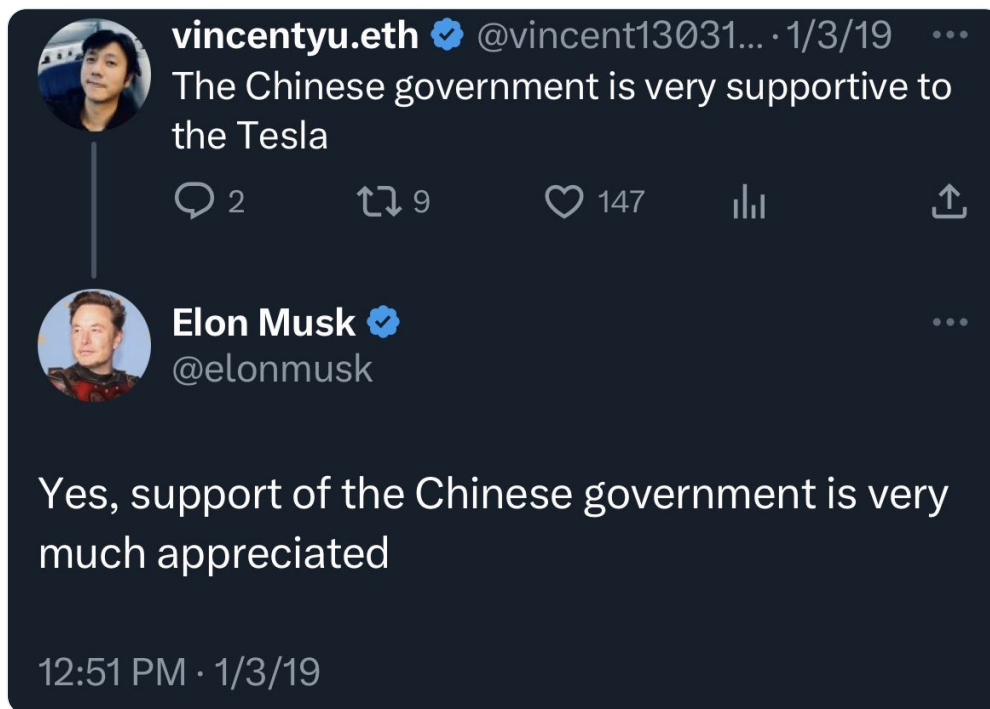 vincentyu.eth @vincent13031... · 1/3/19
The Chinese government is very supportive to
the Tesla
2 9 147
Elon Musk
@elonmusk
Yes, support of the Chinese government is very
much appreciated
12:51 PM · 1/3/19